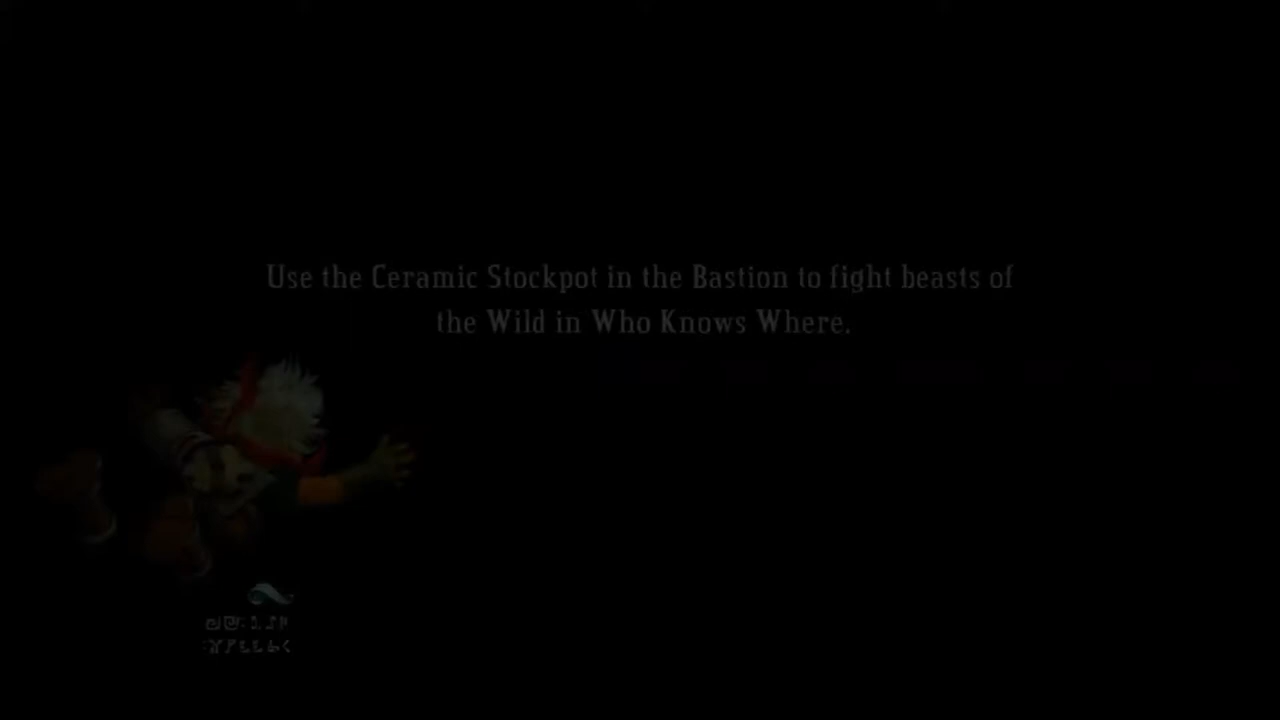 Use the Ceramic Stockpot in the Bastion to fight beasts of
the Wild in Who Knows Where.